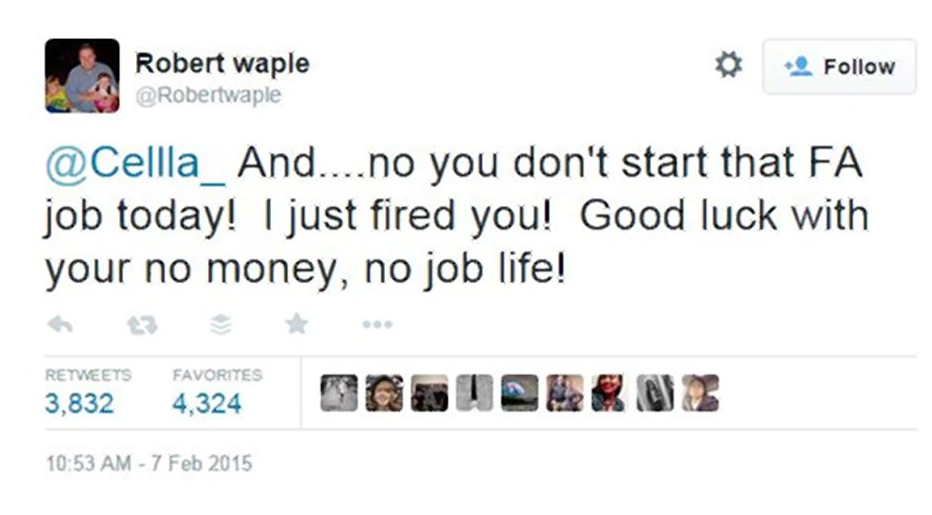 Robert waple
@Robertwaple
Follow
@Cellla_ And....no you don't start that FA
job today!  I just fired you!  Good luck with
your no money, no job life!
RETWEETS FAVORITES
3,832 4,324
10:53 AM - 7 Feb 2015